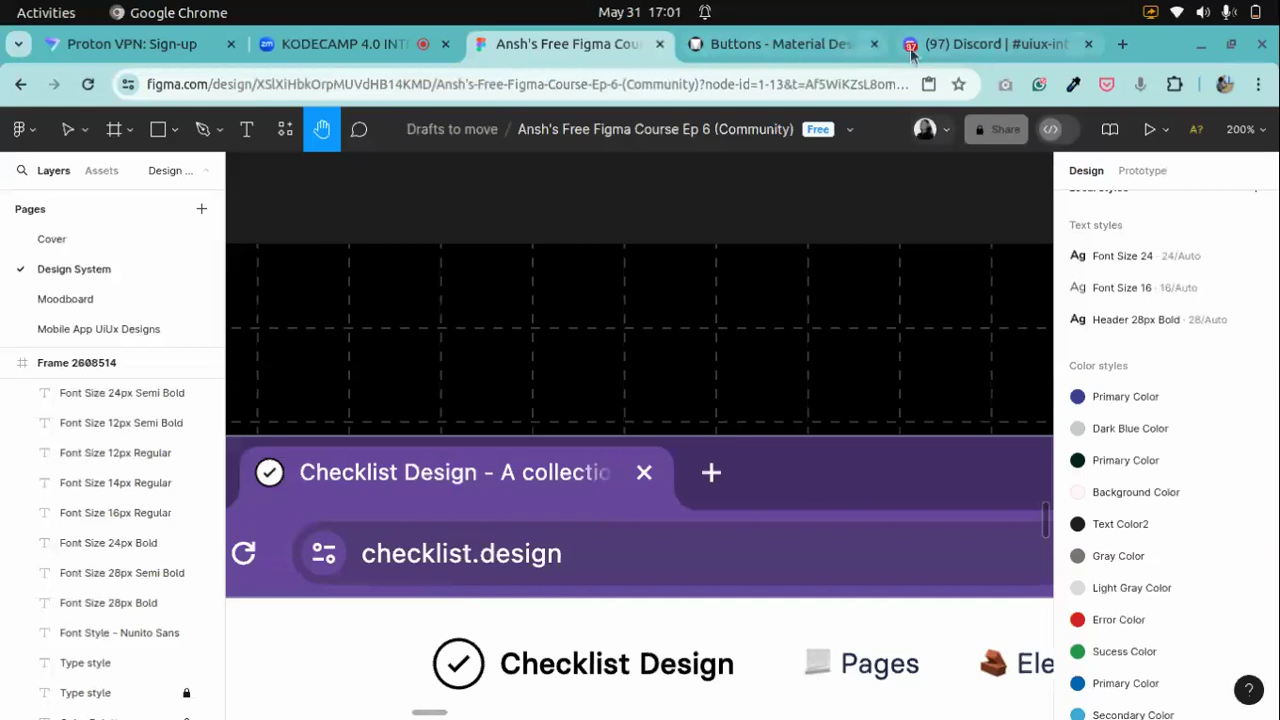 Activities Google Chrome May 31 17:01
Proton VPN: Sign-up KODECAMP 4.0 INT Ansh's Free Figma Cou Buttons - Material Des (97) Discord | #uiux-int
figma.com/design/XSlXiHbkOrpMUVdHB14KMD/Ansh's-Free-Figma-Course-Ep-6-(Community)?node-id=1-13&t=Af5WiKZsL8om...
Drafts to move / Ansh's Free Figma Course Ep 6 (Community) Free Share A? 200%
Layers Assets Design ... Design Prototype
Pages
Cover
Design System
Moodboard
Mobile App UiUx Designs
Frame 2608514
Font Size 24px Semi Bold
Font Size 12px Semi Bold
Font Size 12px Regular
Font Size 14px Regular
Font Size 16px Regular
Font Size 24px Bold
Font Size 28px Semi Bold
Font Size 28px Bold
Font Style - Nunito Sans
Type style
Type style
Checklist Design - A collectio
checklist.design
Checklist Design Pages Ele
Local styles
Text styles
Ag Font Size 24 · 24/Auto
Ag Font Size 16 · 16/Auto
Ag Header 28px Bold · 28/Auto
Color styles
Primary Color
Dark Blue Color
Primary Color
Background Color
Text Color2
Gray Color
Light Gray Color
Error Color
Sucess Color
Primary Color
Secondary Color
?